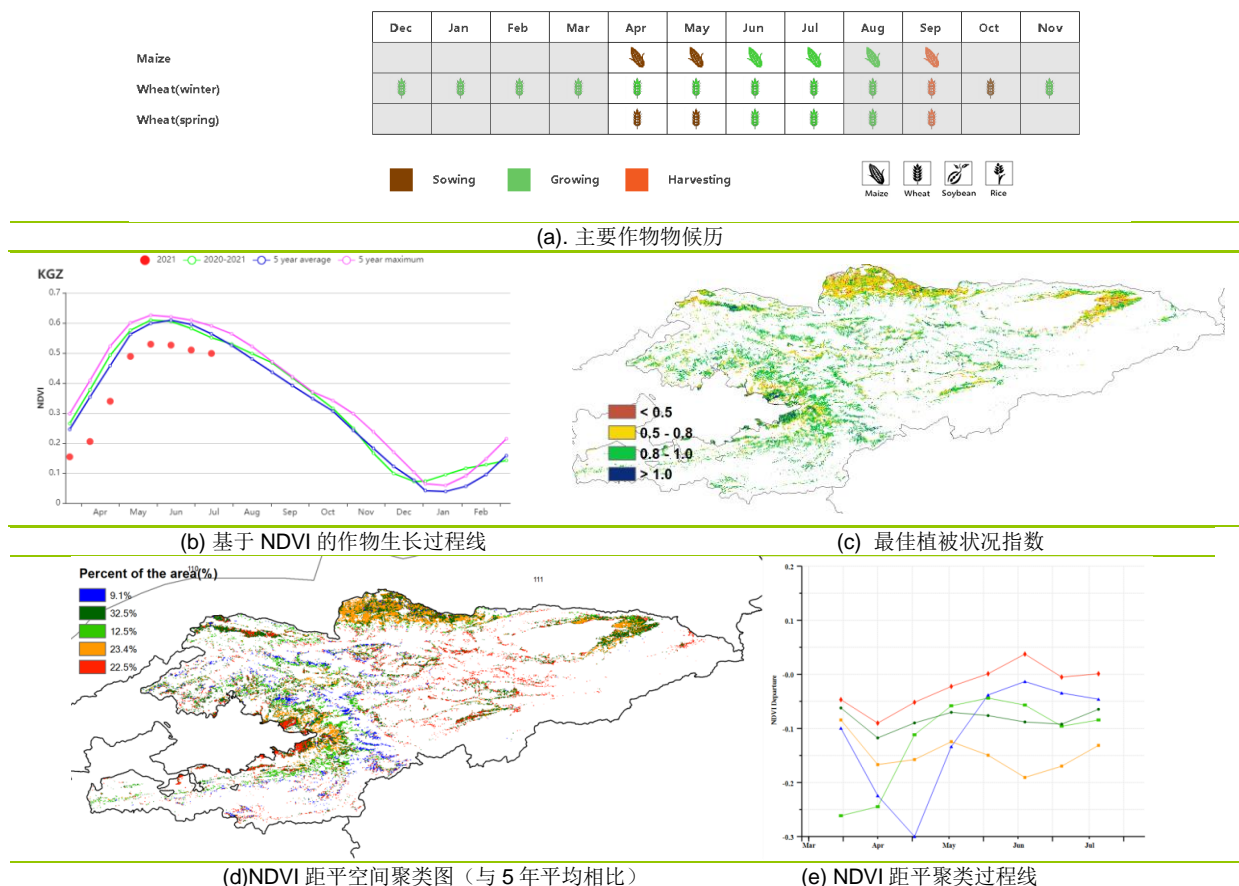 Dec Jan Feb Mar Apr May Jun Jul Aug Sep Oct Nov
Maize
Wheat(winter)
Wheat(spring)
Sowing Growing Harvesting
Maize Wheat Soybean Rice
(a). 主要作物物候历
2021 2020-2021 5 year average 5 year maximum
KGZ
0.7
0.6
0.5
0.4
0.3
0.2
0.1
0
NDVI
Apr May Jun Jul Aug Sep Oct Nov Dec Jan Feb
< 0.5
0.5 - 0.8
0.8 - 1.0
> 1.0
(b) 基于 NDVI 的作物生长过程线
(c) 最佳植被状况指数
Percent of the area(%)
110
111
9.1%
32.5%
12.5%
23.4%
22.5%
0.2
0.1
-0.0
-0.1
-0.2
-0.3
NDVI Departure
Mar Apr May Jun Jul
(d)NDVI 距平空间聚类图（与 5 年平均相比）
(e) NDVI 距平聚类过程线